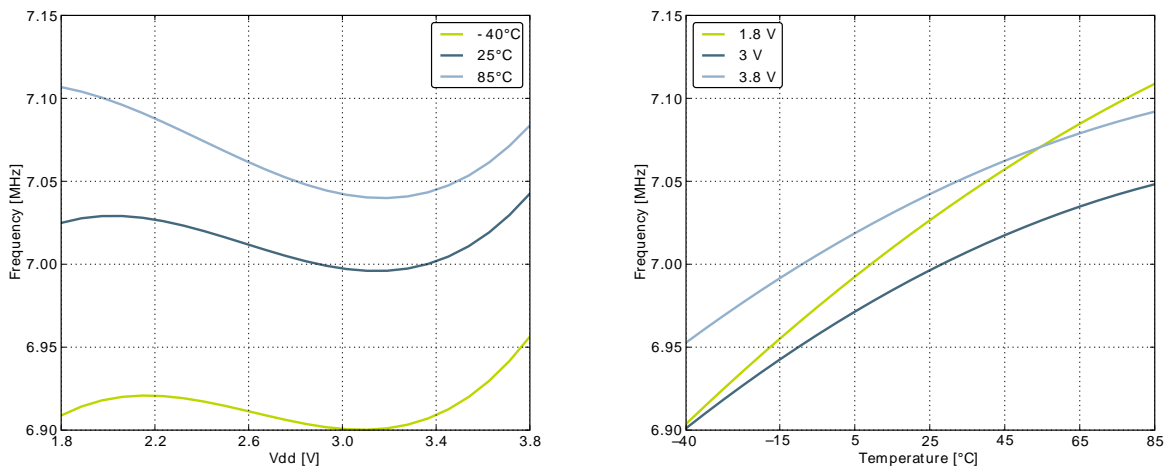 7.15
7.10
7.05
7.00
6.95
6.90
Frequency [MHz]
1.8 2.2 2.6 3.0 3.4 3.8
Vdd [V]
- 40°C
25°C
85°C
7.15
7.10
7.05
7.00
6.95
6.90
Frequency [MHz]
−40 −15 5 25 45 65 85
Temperature [°C]
1.8 V
3 V
3.8 V